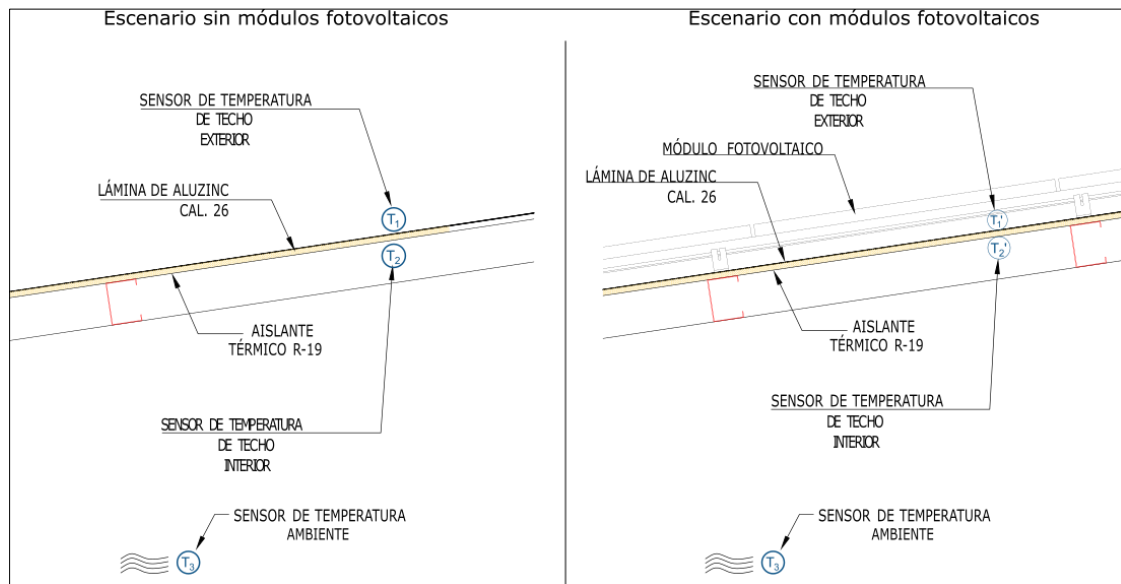 Escenario sin módulos fotovoltaicos
SENSOR DE TEMPERATURA
DE TECHO
EXTERIOR
LÁMINA DE ALUZINC
CAL. 26
T1
T2
AISLANTE
TÉRMICO R-19
SENSOR DE TEMPERATURA
DE TECHO
INTERIOR
SENSOR DE TEMPERATURA
AMBIENTE
T3
Escenario con módulos fotovoltaicos
SENSOR DE TEMPERATURA
DE TECHO
EXTERIOR
MÓDULO FOTOVOLTAICO
LÁMINA DE ALUZINC
CAL. 26
T1'
T2'
AISLANTE
TÉRMICO R-19
SENSOR DE TEMPERATURA
DE TECHO
INTERIOR
SENSOR DE TEMPERATURA
AMBIENTE
T3